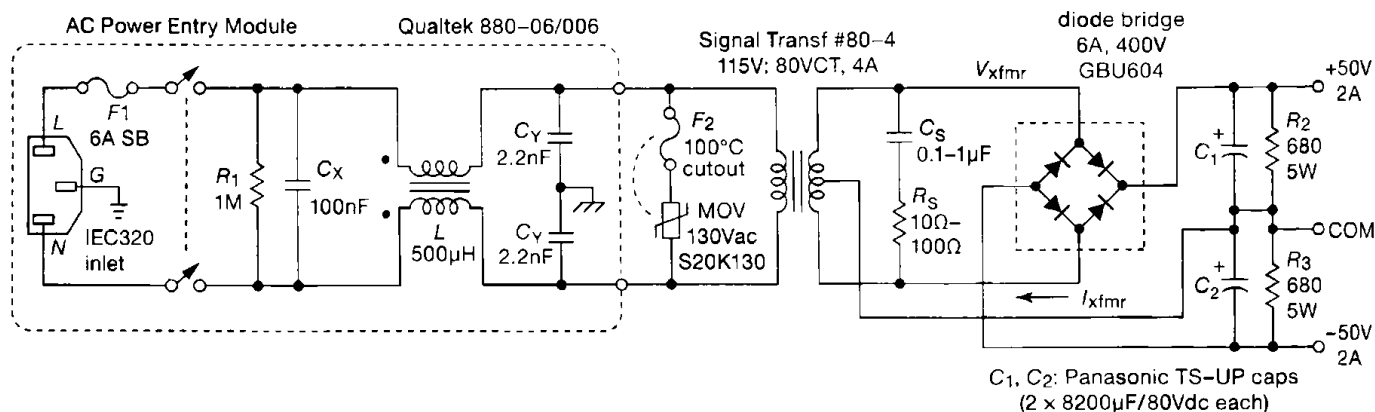 AC Power Entry Module
Qualtek 880–06/006
Signal Transf #80–4
115V: 80VCT, 4A
diode bridge
6A, 400V
GBU604
Vxfmr
+50V
2A
F1
6A SB
L
G
N
IEC320
inlet
R1
1M
CX
100nF
L
500µH
CY
2.2nF
CY
2.2nF
F2
100°C
cutout
MOV
130Vac
S20K130
CS
0.1–1µF
RS
10Ω–
100Ω
Ixfmr
+
C1
R2
680
5W
COM
+
C2
R3
680
5W
–50V
2A
C1, C2: Panasonic TS–UP caps
(2 x 8200µF/80Vdc each)